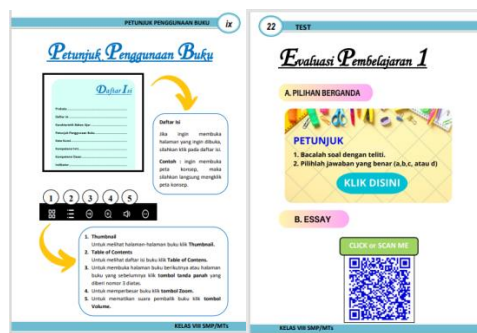 PETUNJUK PENGGUNAAN BUKU
ix
Petunjuk Penggunaan Buku
Daftar Isi
Daftar Isi
Jika ingin membuka
halaman yang ingin dibuka,
silahkan klik pada daftar isi.
Contoh : ingin membuka
peta konsep, maka
silahkan langsung mengklik
peta konsep.
1 2 3 4 5
1. Thumbnail
Untuk melihat halaman-halaman buku klik Thumbnail.
2. Table of Contents
Untuk melihat daftar isi buku klik Table of Contens.
3. Untuk membuka halaman buku berikutnya atau halaman
buku yang sebelumnya klik tombol tanda panah yang
diberi nomor 3 diatas.
4. Untuk memperbesar buku klik tombol Zoom.
5. Untuk mematikan suara pembalik buku klik tombol
Volume.
KELAS VIII SMP/MTs
22
TEST
Evaluasi Pembelajaran 1
A. PILIHAN BERGANDA
PETUNJUK
1. Bacalah soal dengan teliti.
2. Pilihlah jawaban yang benar (a,b,c, atau d)
KLIK DISINI
B. ESSAY
CLICK or SCAN ME
KELAS VIII SMP/MTs